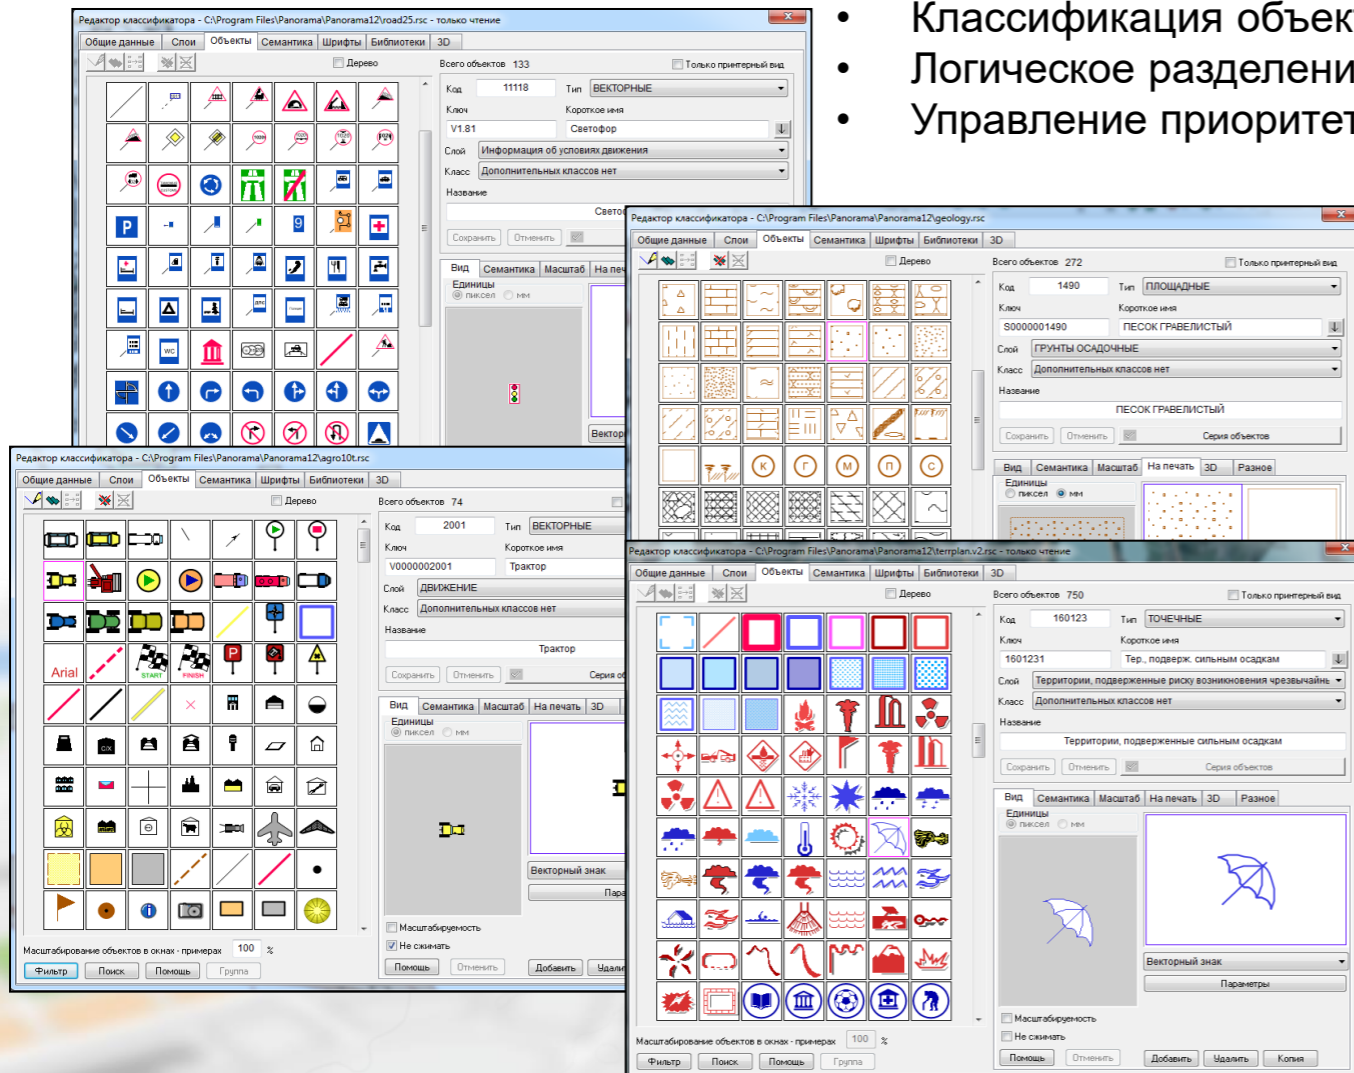 • Классификация объек
• Логическое разделени
• Управление приоритет
Редактор классификатора - C:\Program Files\Panorama\Panorama12\road25.rsc - только чтение
Общие данные Слои Объекты Семантика Шрифты Библиотеки 3D
Дерево
Всего объектов 133
Только принтерный вид
Код 11118 Тип ВЕКТОРНЫЕ
Ключ Короткое имя
V1.81 Светофор
Слой Информация об условиях движения
Класс Дополнительных классов нет
Название
Светоф
Сохранить Отменить
Вид Семантика Масштаб На печ
Единицы
пиксел мм
Вектор
Редактор классификатора - C:\Program Files\Panorama\Panorama12\geology.rsc
Общие данные Слои Объекты Семантика Шрифты Библиотеки 3D
Дерево
Всего объектов 272
Только принтерный вид
Код 1490 Тип ПЛОЩАДНЫЕ
Ключ Короткое имя
S0000001490 ПЕСОК ГРАВЕЛИСТЫЙ
Слой ГРУНТЫ ОСАДОЧНЫЕ
Класс Дополнительных классов нет
Название
ПЕСОК ГРАВЕЛИСТЫЙ
Сохранить Отменить Серия объектов
Вид Семантика Масштаб На печать 3D Разное
Единицы
пиксел мм
К Г М П С
Редактор классификатора - C:\Program Files\Panorama\Panorama12\agro10t.rsc
Общие данные Слои Объекты Семантика Шрифты Библиотеки 3D
Дерево
Всего объектов 74
Код 2001 Тип ВЕКТОРНЫЕ
Ключ Короткое имя
V0000002001 Трактор
Слой ДВИЖЕНИЕ
Класс Дополнительных классов нет
Название
Трактор
Сохранить Отменить Серия об
Вид Семантика Масштаб На печать 3D
Единицы
пиксел мм
Arial START FINISH P
Векторный знак
Пара
Масштабируемость
Не сжимать
Масштабирование объектов в окнах - примерах 100 %
Фильтр Поиск Помощь Группа
Помощь Отменить Добавить Удали
Редактор классификатора - C:\Program Files\Panorama\Panorama12\terrplan.v2.rsc - только чтение
Общие данные Слои Объекты Семантика Шрифты Библиотеки 3D
Дерево
Всего объектов 750
Только принтерный вид
Код 160123 Тип ТОЧЕЧНЫЕ
Ключ Короткое имя
1601231 Тер., подверж. сильным осадкам
Слой Территории, подверженные риску возникновения чрезвычайнь
Класс Дополнительных классов нет
Название
Территории, подверженные сильным осадкам
Сохранить Отменить Серия объектов
Вид Семантика Масштаб На печать 3D Разное
Единицы
пиксел мм
Векторный знак
Параметры
Масштабируемость
Не сжимать
Масштабирование объектов в окнах - примерах 100 %
Фильтр Поиск Помощь Группа
Помощь Отменить Добавить Удалить Копия